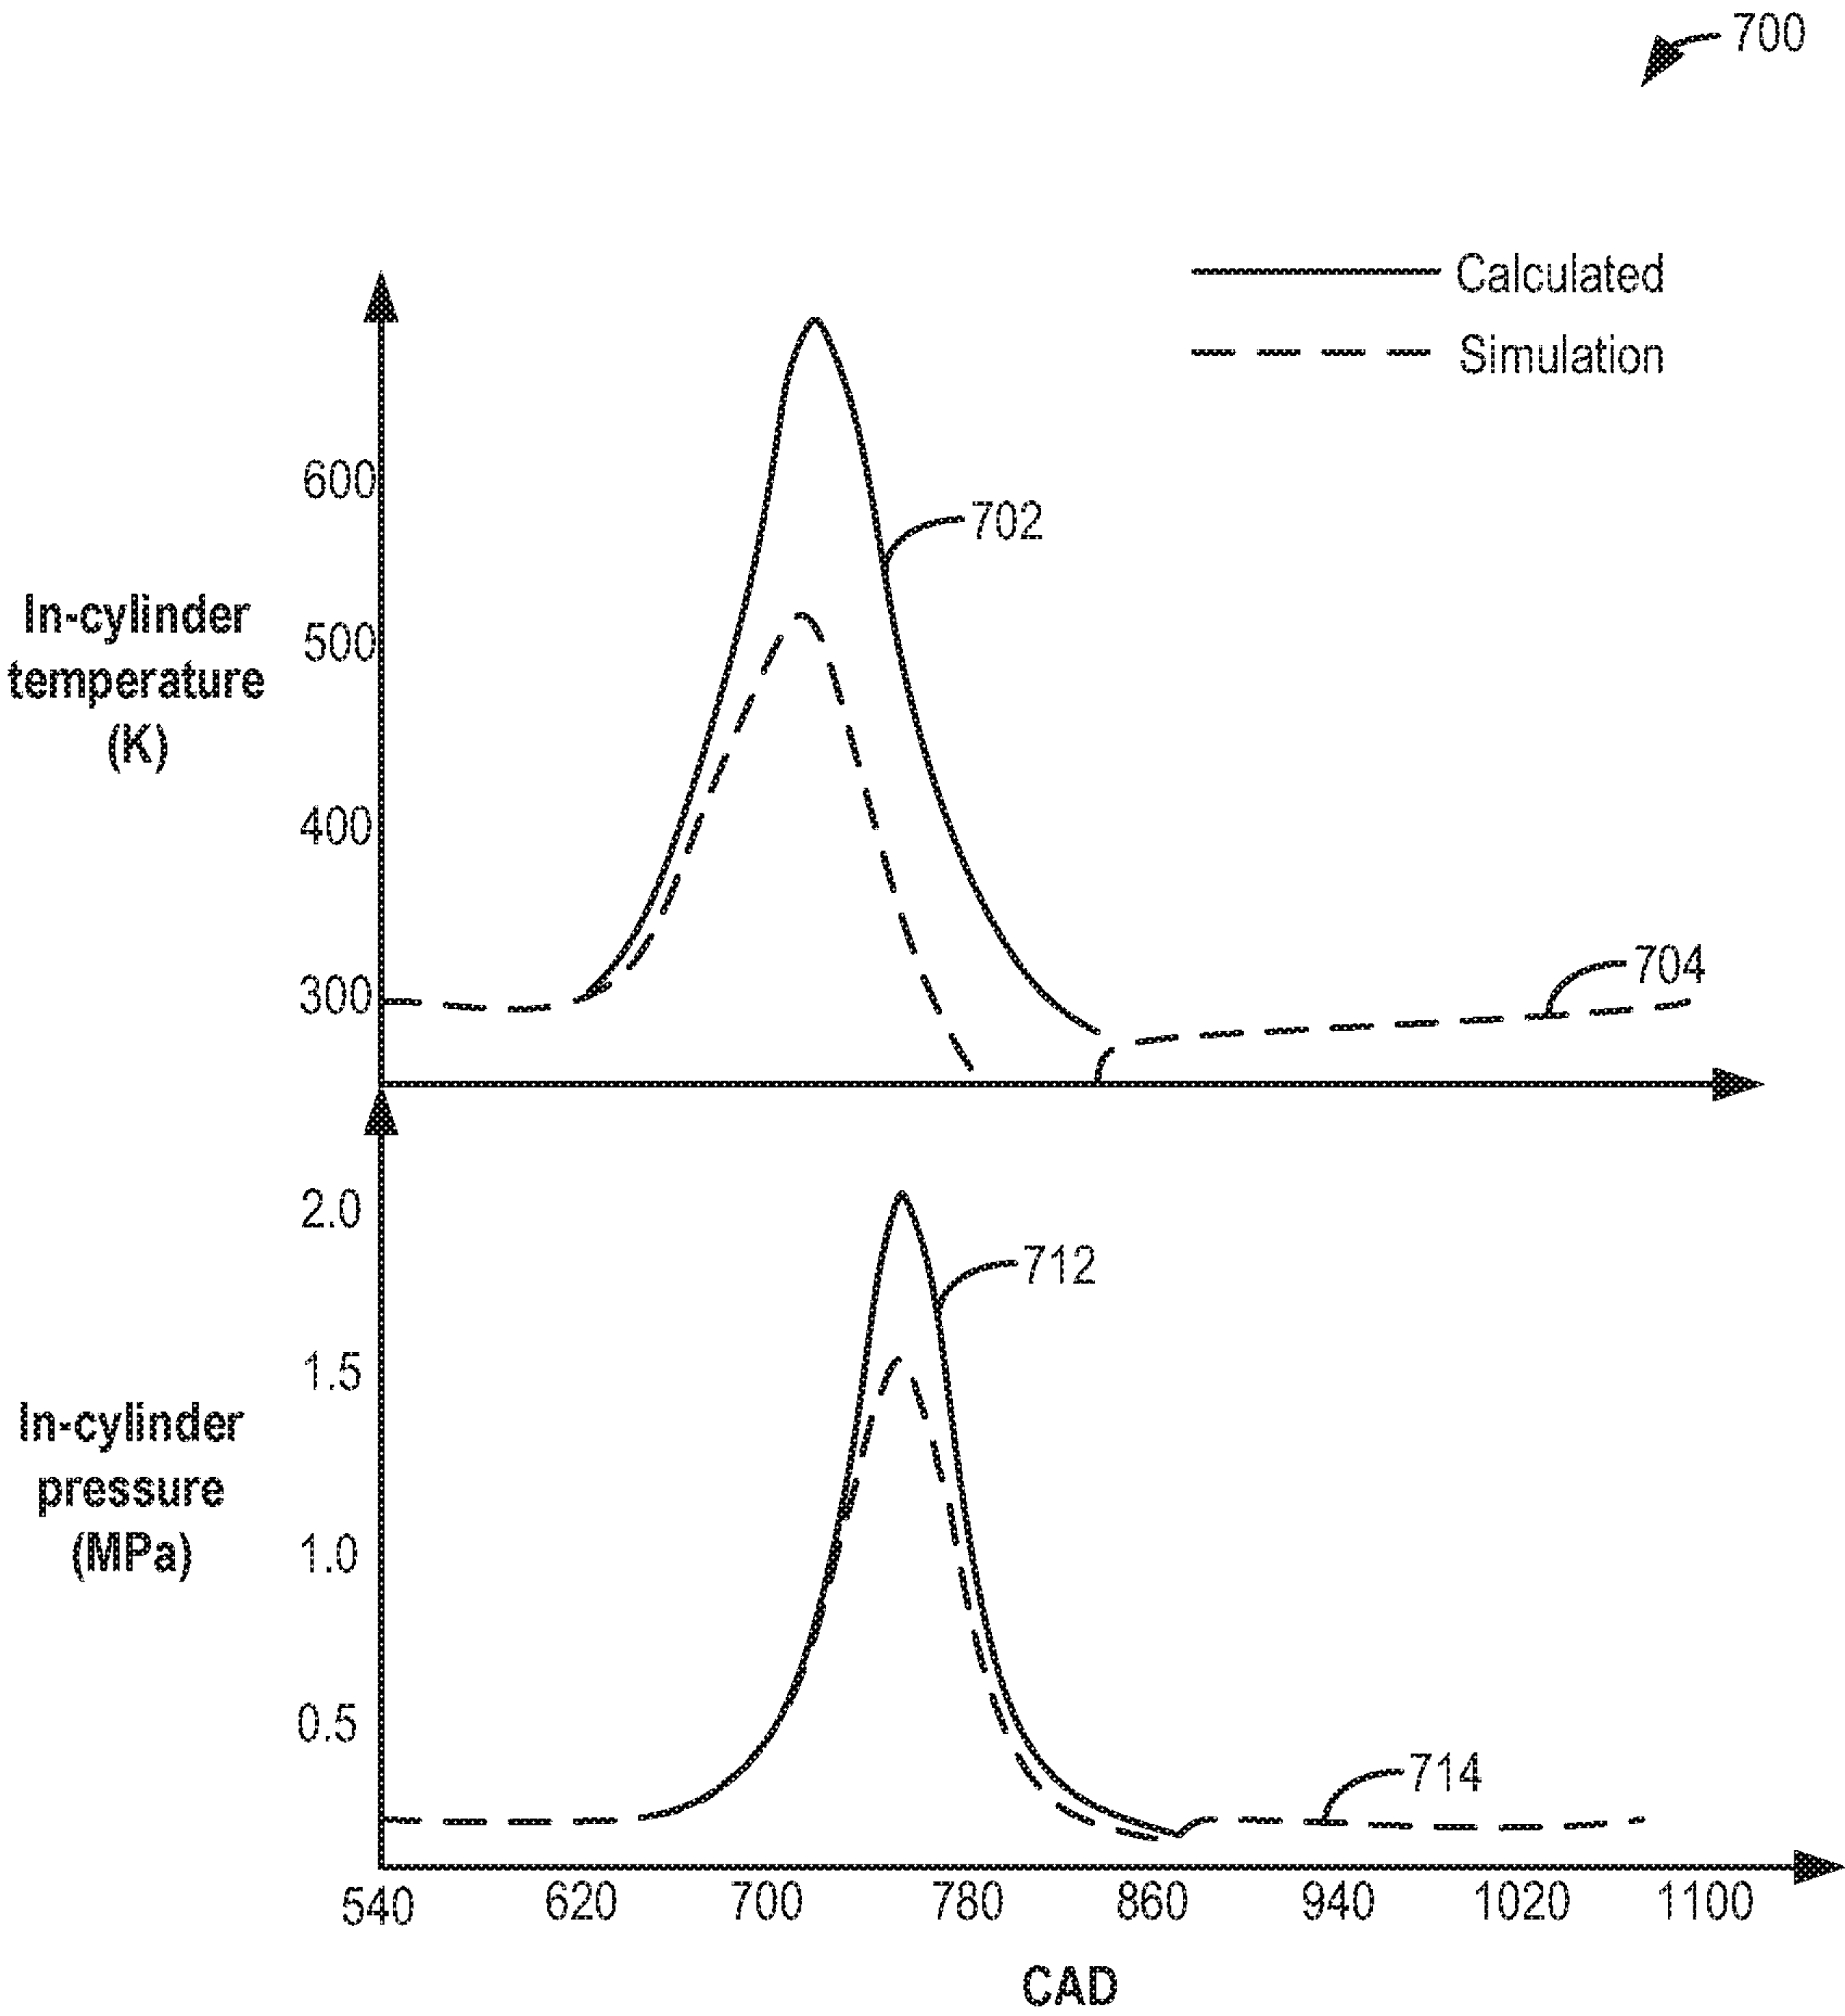 700
Calculated
Simulation
600
702
In-cylinder
temperature
(K)
500
400
300
704
2.0
712
1.5
In-cylinder
pressure
(MPa)
1.0
0.5
714
540 620 700 780 860 940 1020 1100
CAD